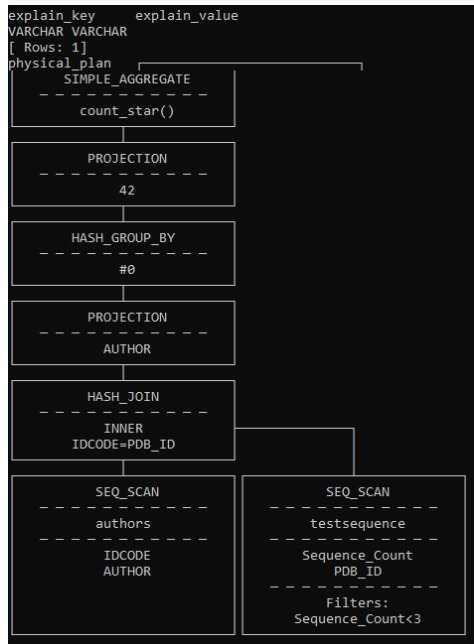 explain_key explain_value
VARCHAR VARCHAR
[ Rows: 1]
physical_plan
SIMPLE_AGGREGATE
count_star()
PROJECTION
42
HASH_GROUP_BY
#0
PROJECTION
AUTHOR
HASH_JOIN
INNER
IDCODE=PDB_ID
SEQ_SCAN
authors
IDCODE
AUTHOR
SEQ_SCAN
testsequence
Sequence_Count
PDB_ID
Filters:
Sequence_Count<3